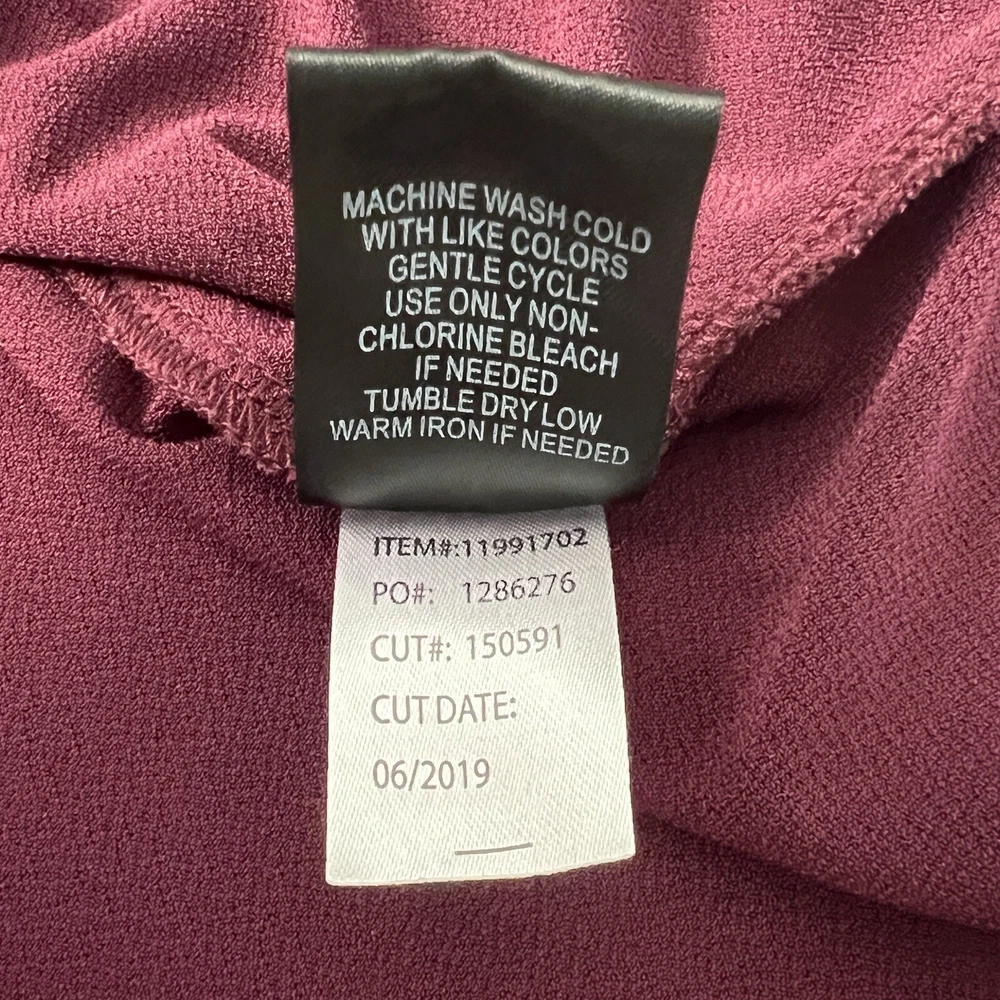 MACHINE WASH COLD
WITH LIKE COLORS
GENTLE CYCLE
USE ONLY NON-
CHLORINE BLEACH
IF NEEDED
TUMBLE DRY LOW
WARM IRON IF NEEDED
ITEM#:11991702
PO#: 1286276
CUT#: 150591
CUT DATE:
06/2019